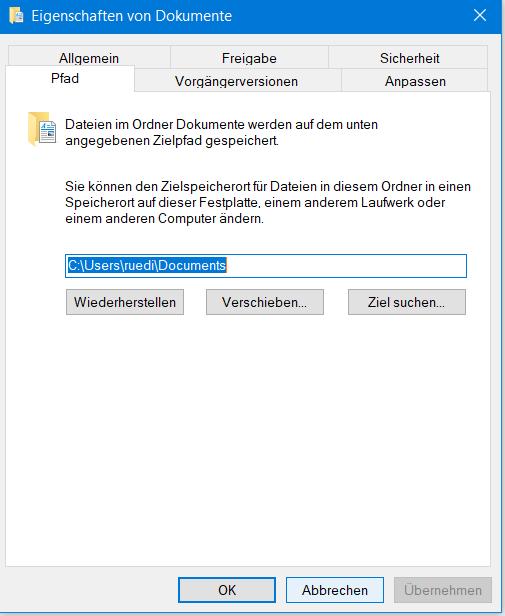 Eigenschaften von Dokumente
Allgemein Freigabe Sicherheit
Pfad Vorgängerversionen Anpassen
Dateien im Ordner Dokumente werden auf dem unten
angegebenen Zielpfad gespeichert.
Sie können den Zielspeicherort für Dateien in diesem Ordner in einen
Speicherort auf dieser Festplatte, einem anderem Laufwerk oder
einem anderen Computer ändern.
C:\Users\ruedi\Documents
Wiederherstellen Verschieben... Ziel suchen...
OK Abbrechen Übernehmen